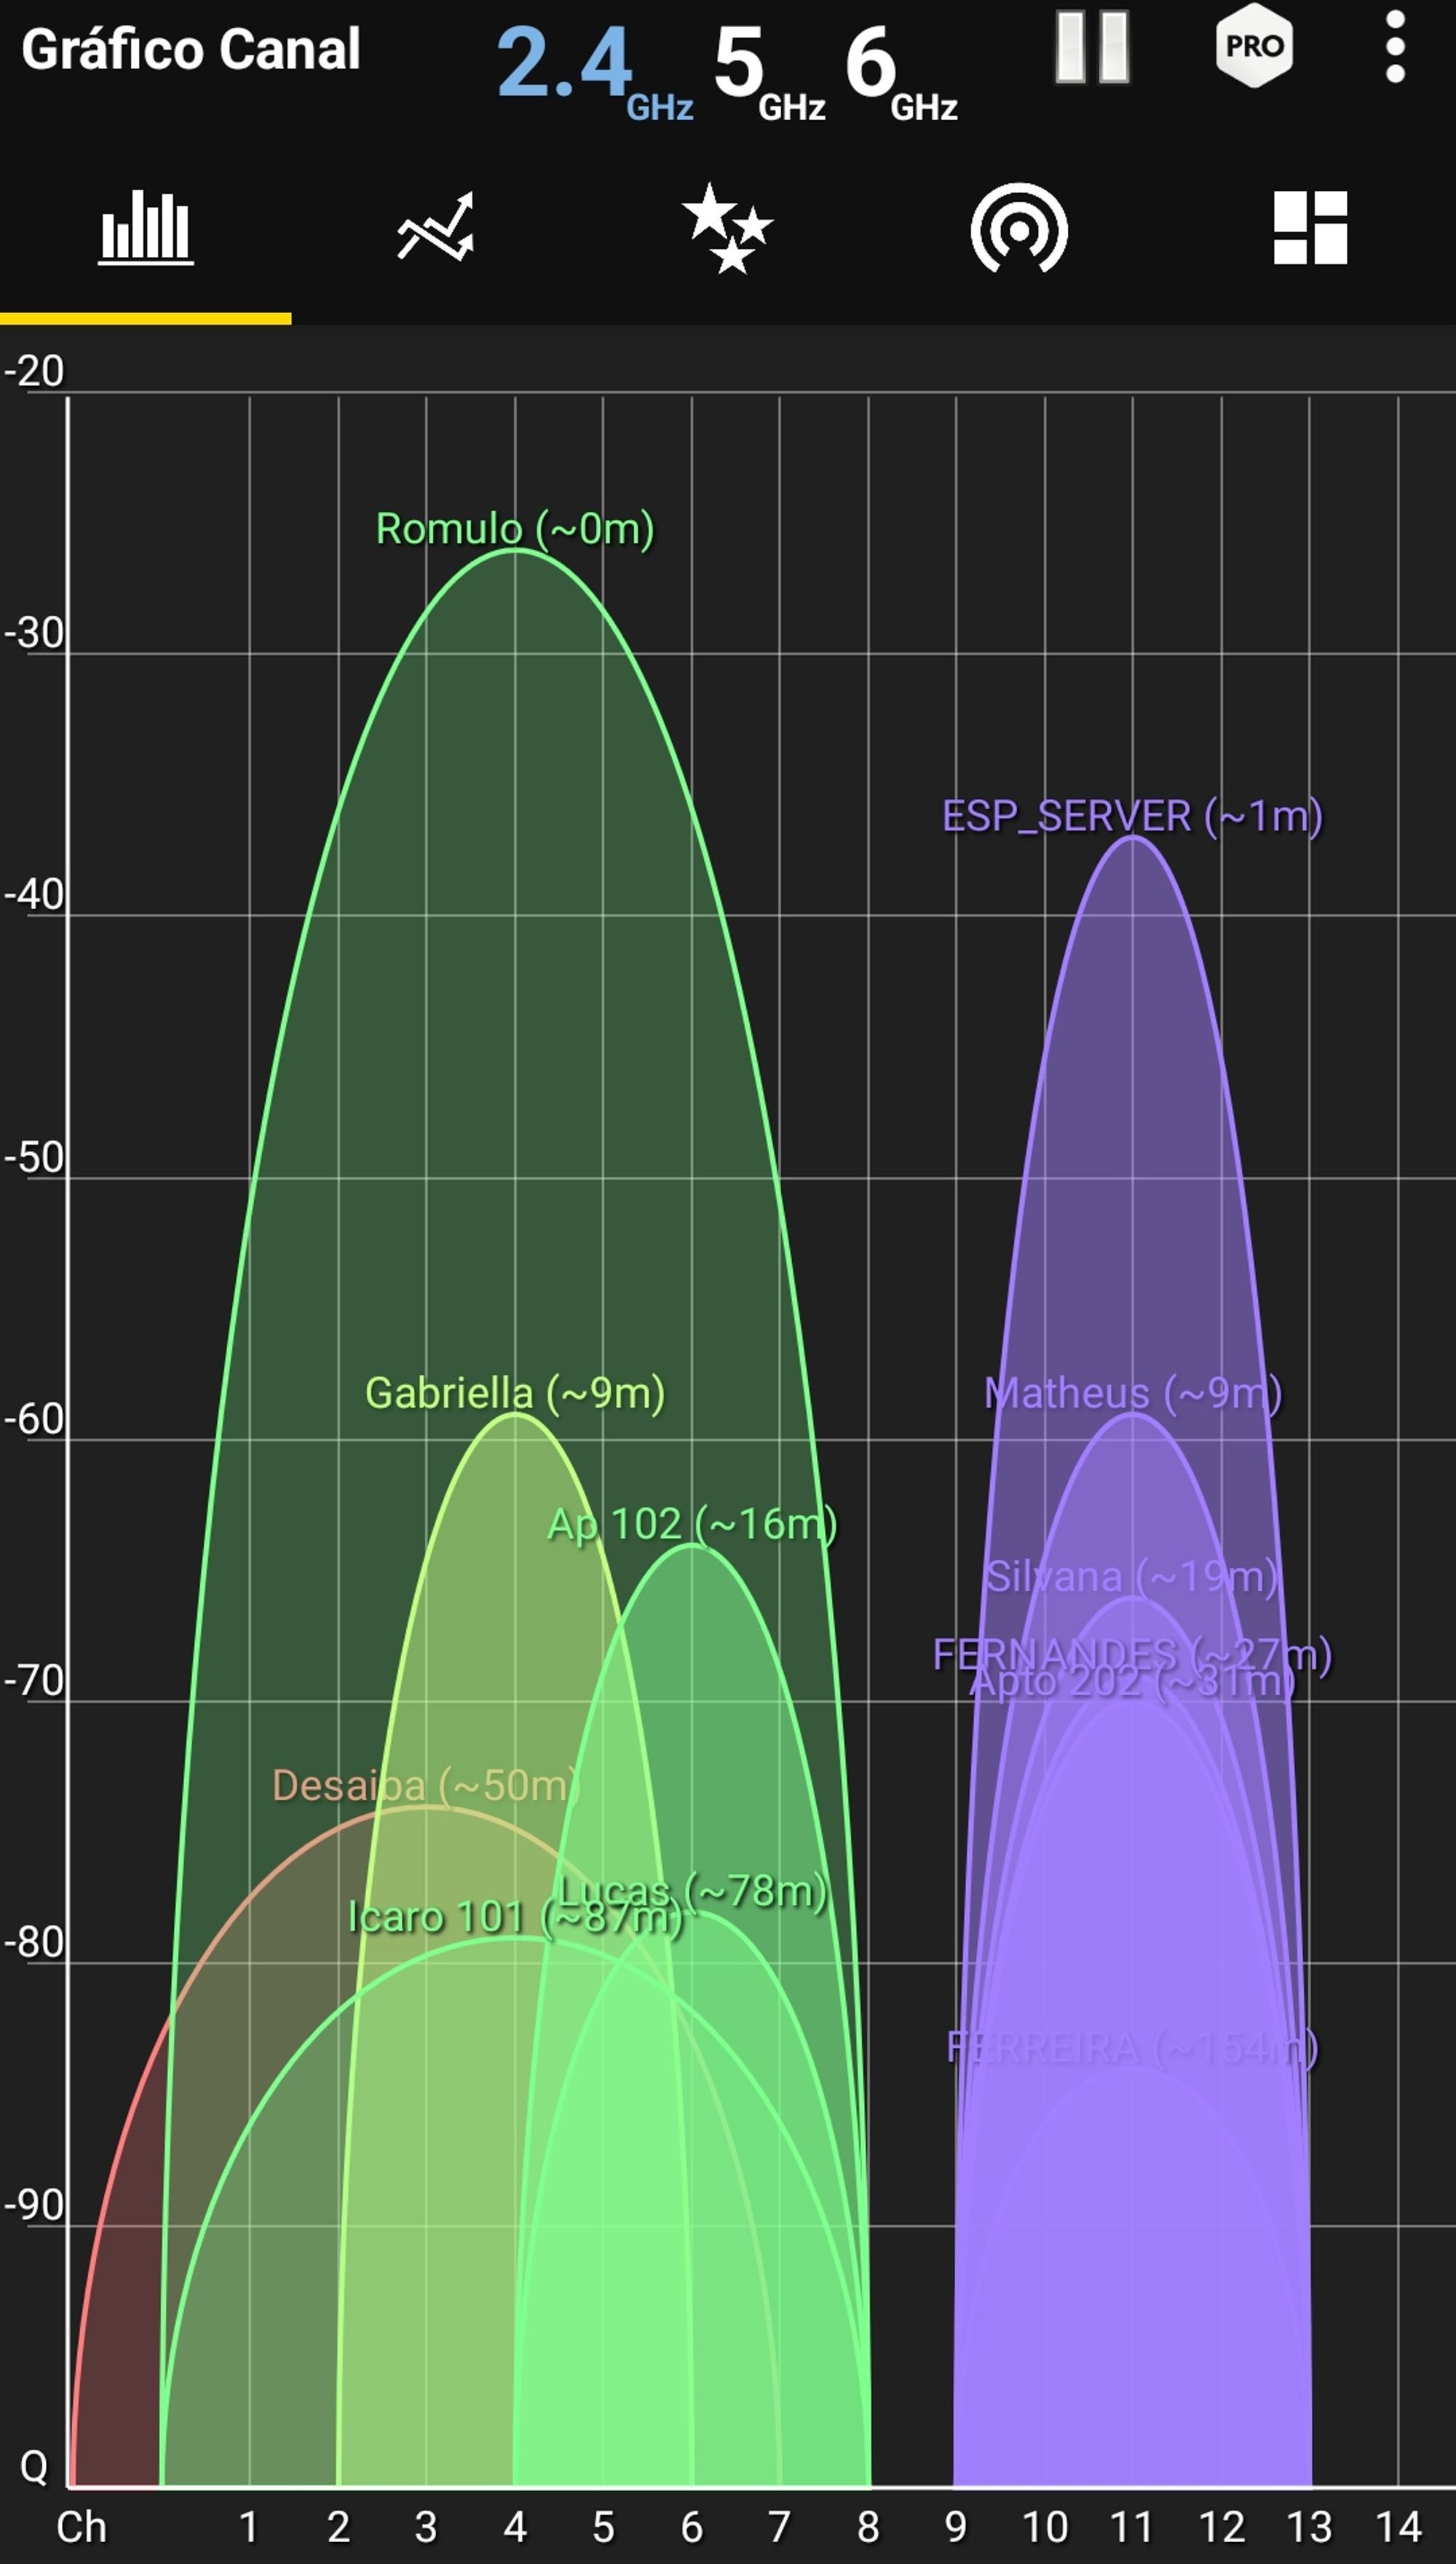 Gráfico Canal 2.4 GHz 5 GHz 6 GHz PRO
-20
Romulo (~0m)
-30
ESP_SERVER (~1m)
-40
-50
Gabriella (~9m) Matheus (~9m)
-60
Ap 102 (~16m)
Silvana (~19m)
FERNANDES (~27m)
-70
Apto 202 (~31m)
Desaiba (~50m)
Lucas (~78m)
Icaro 101 (~87m)
-80
FERREIRA (~154m)
-90
Q
Ch 1 2 3 4 5 6 7 8 9 10 11 12 13 14